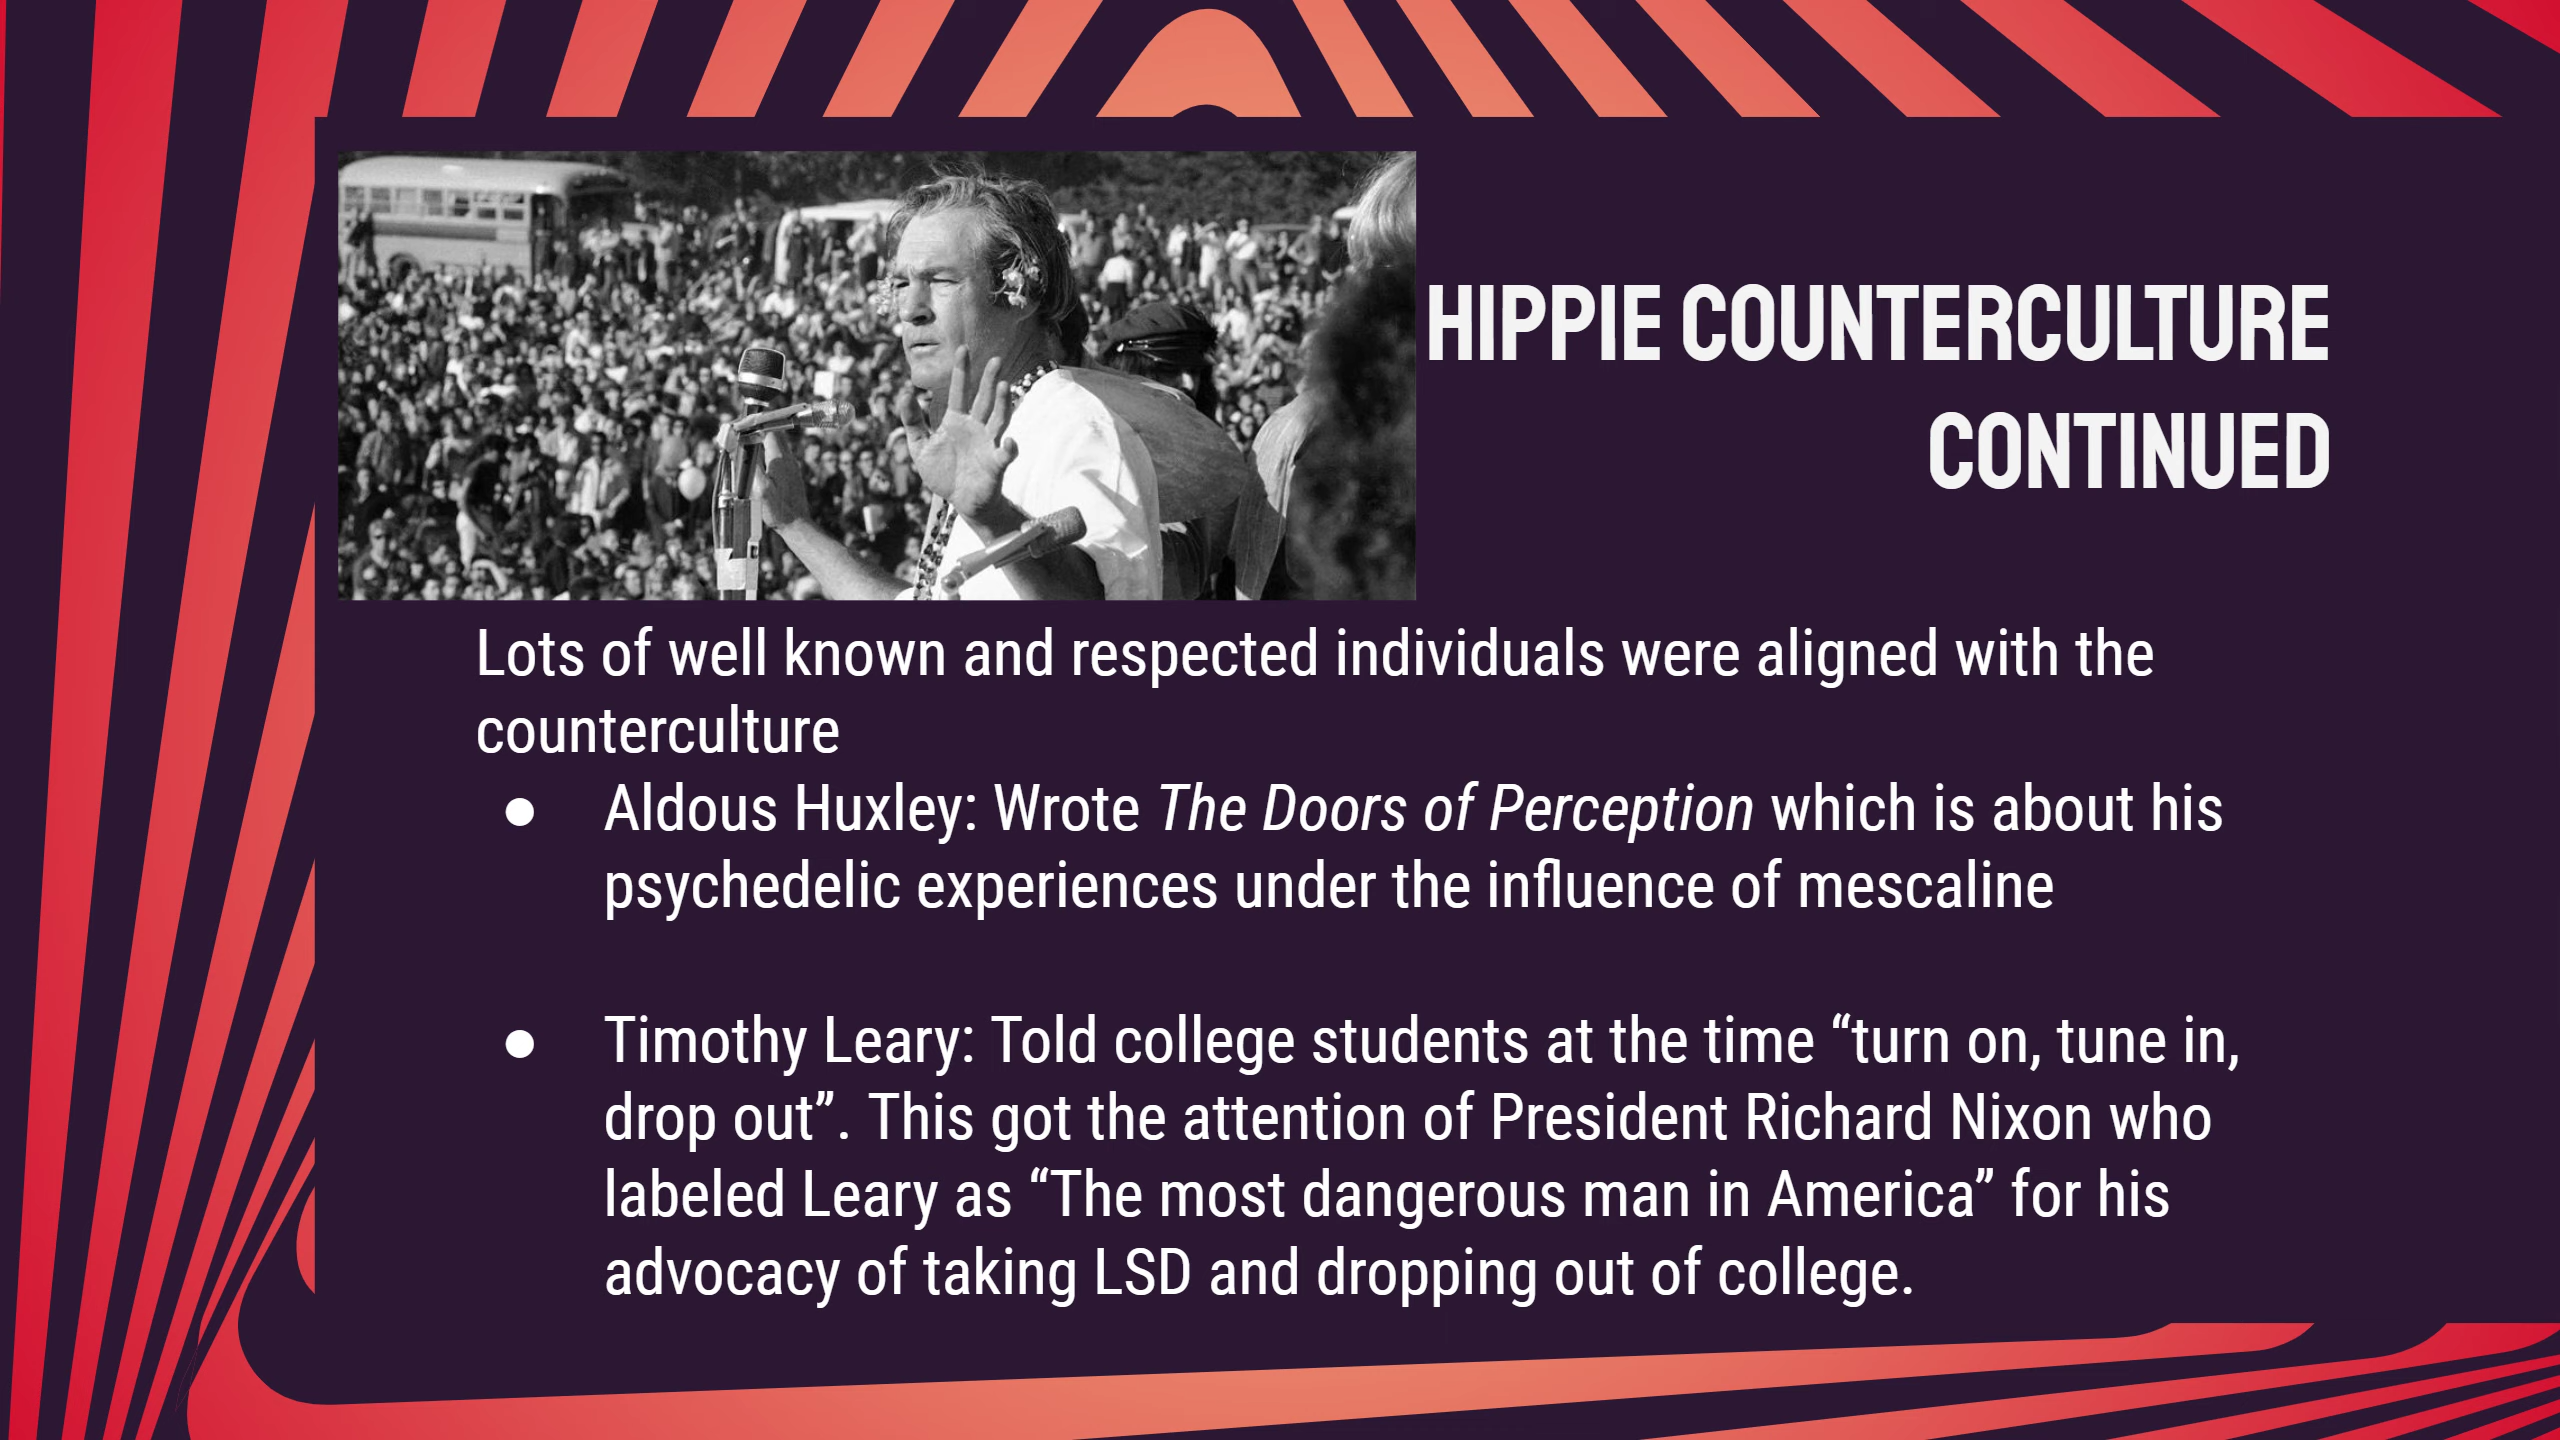 HIPPIE COUNTERCULTURE
CONTINUED
Lots of well known and respected individuals were aligned with the
counterculture
● Aldous Huxley: Wrote The Doors of Perception which is about his
psychedelic experiences under the influence of mescaline
● Timothy Leary: Told college students at the time “turn on, tune in,
drop out”. This got the attention of President Richard Nixon who
labeled Leary as “The most dangerous man in America” for his
advocacy of taking LSD and dropping out of college.